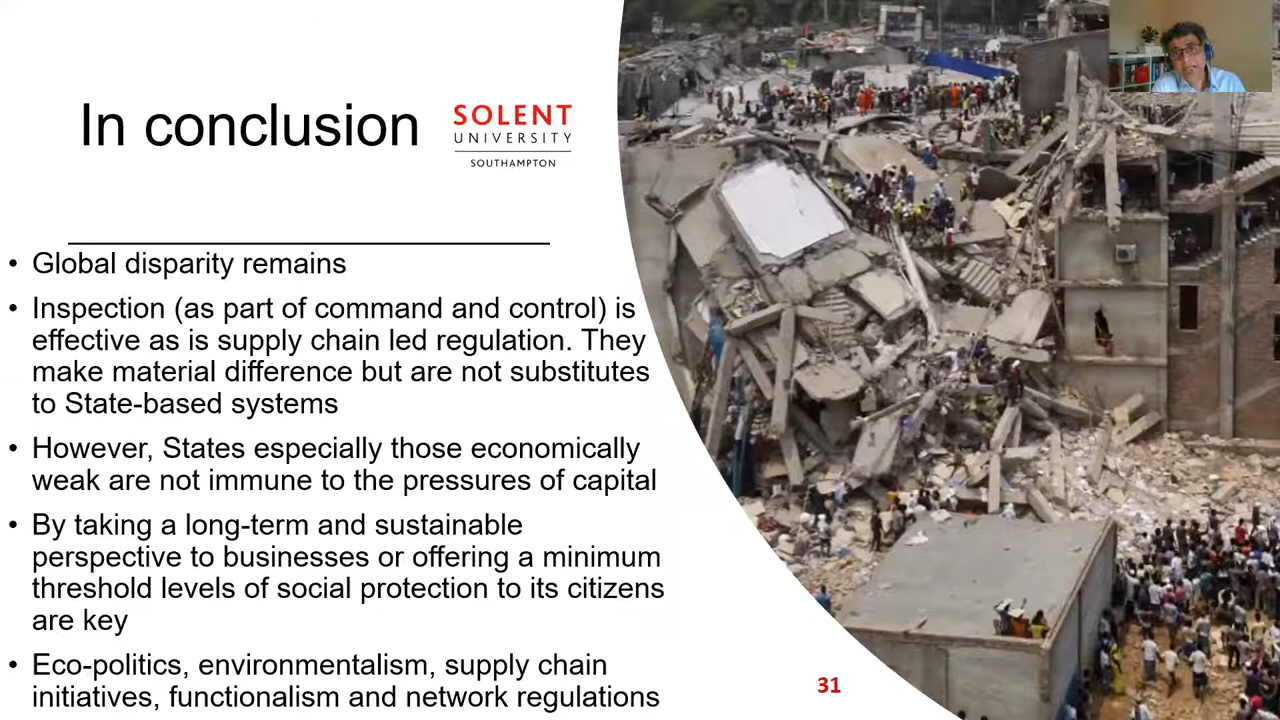 In conclusion
SOLENT
UNIVERSITY
SOUTHAMPTON
• Global disparity remains
• Inspection (as part of command and control) is
effective as is supply chain led regulation. They
make material difference but are not substitutes
to State-based systems
• However, States especially those economically
weak are not immune to the pressures of capital
• By taking a long-term and sustainable
perspective to businesses or offering a minimum
threshold levels of social protection to its citizens
are key
• Eco-politics, environmentalism, supply chain
initiatives, functionalism and network regulations
31